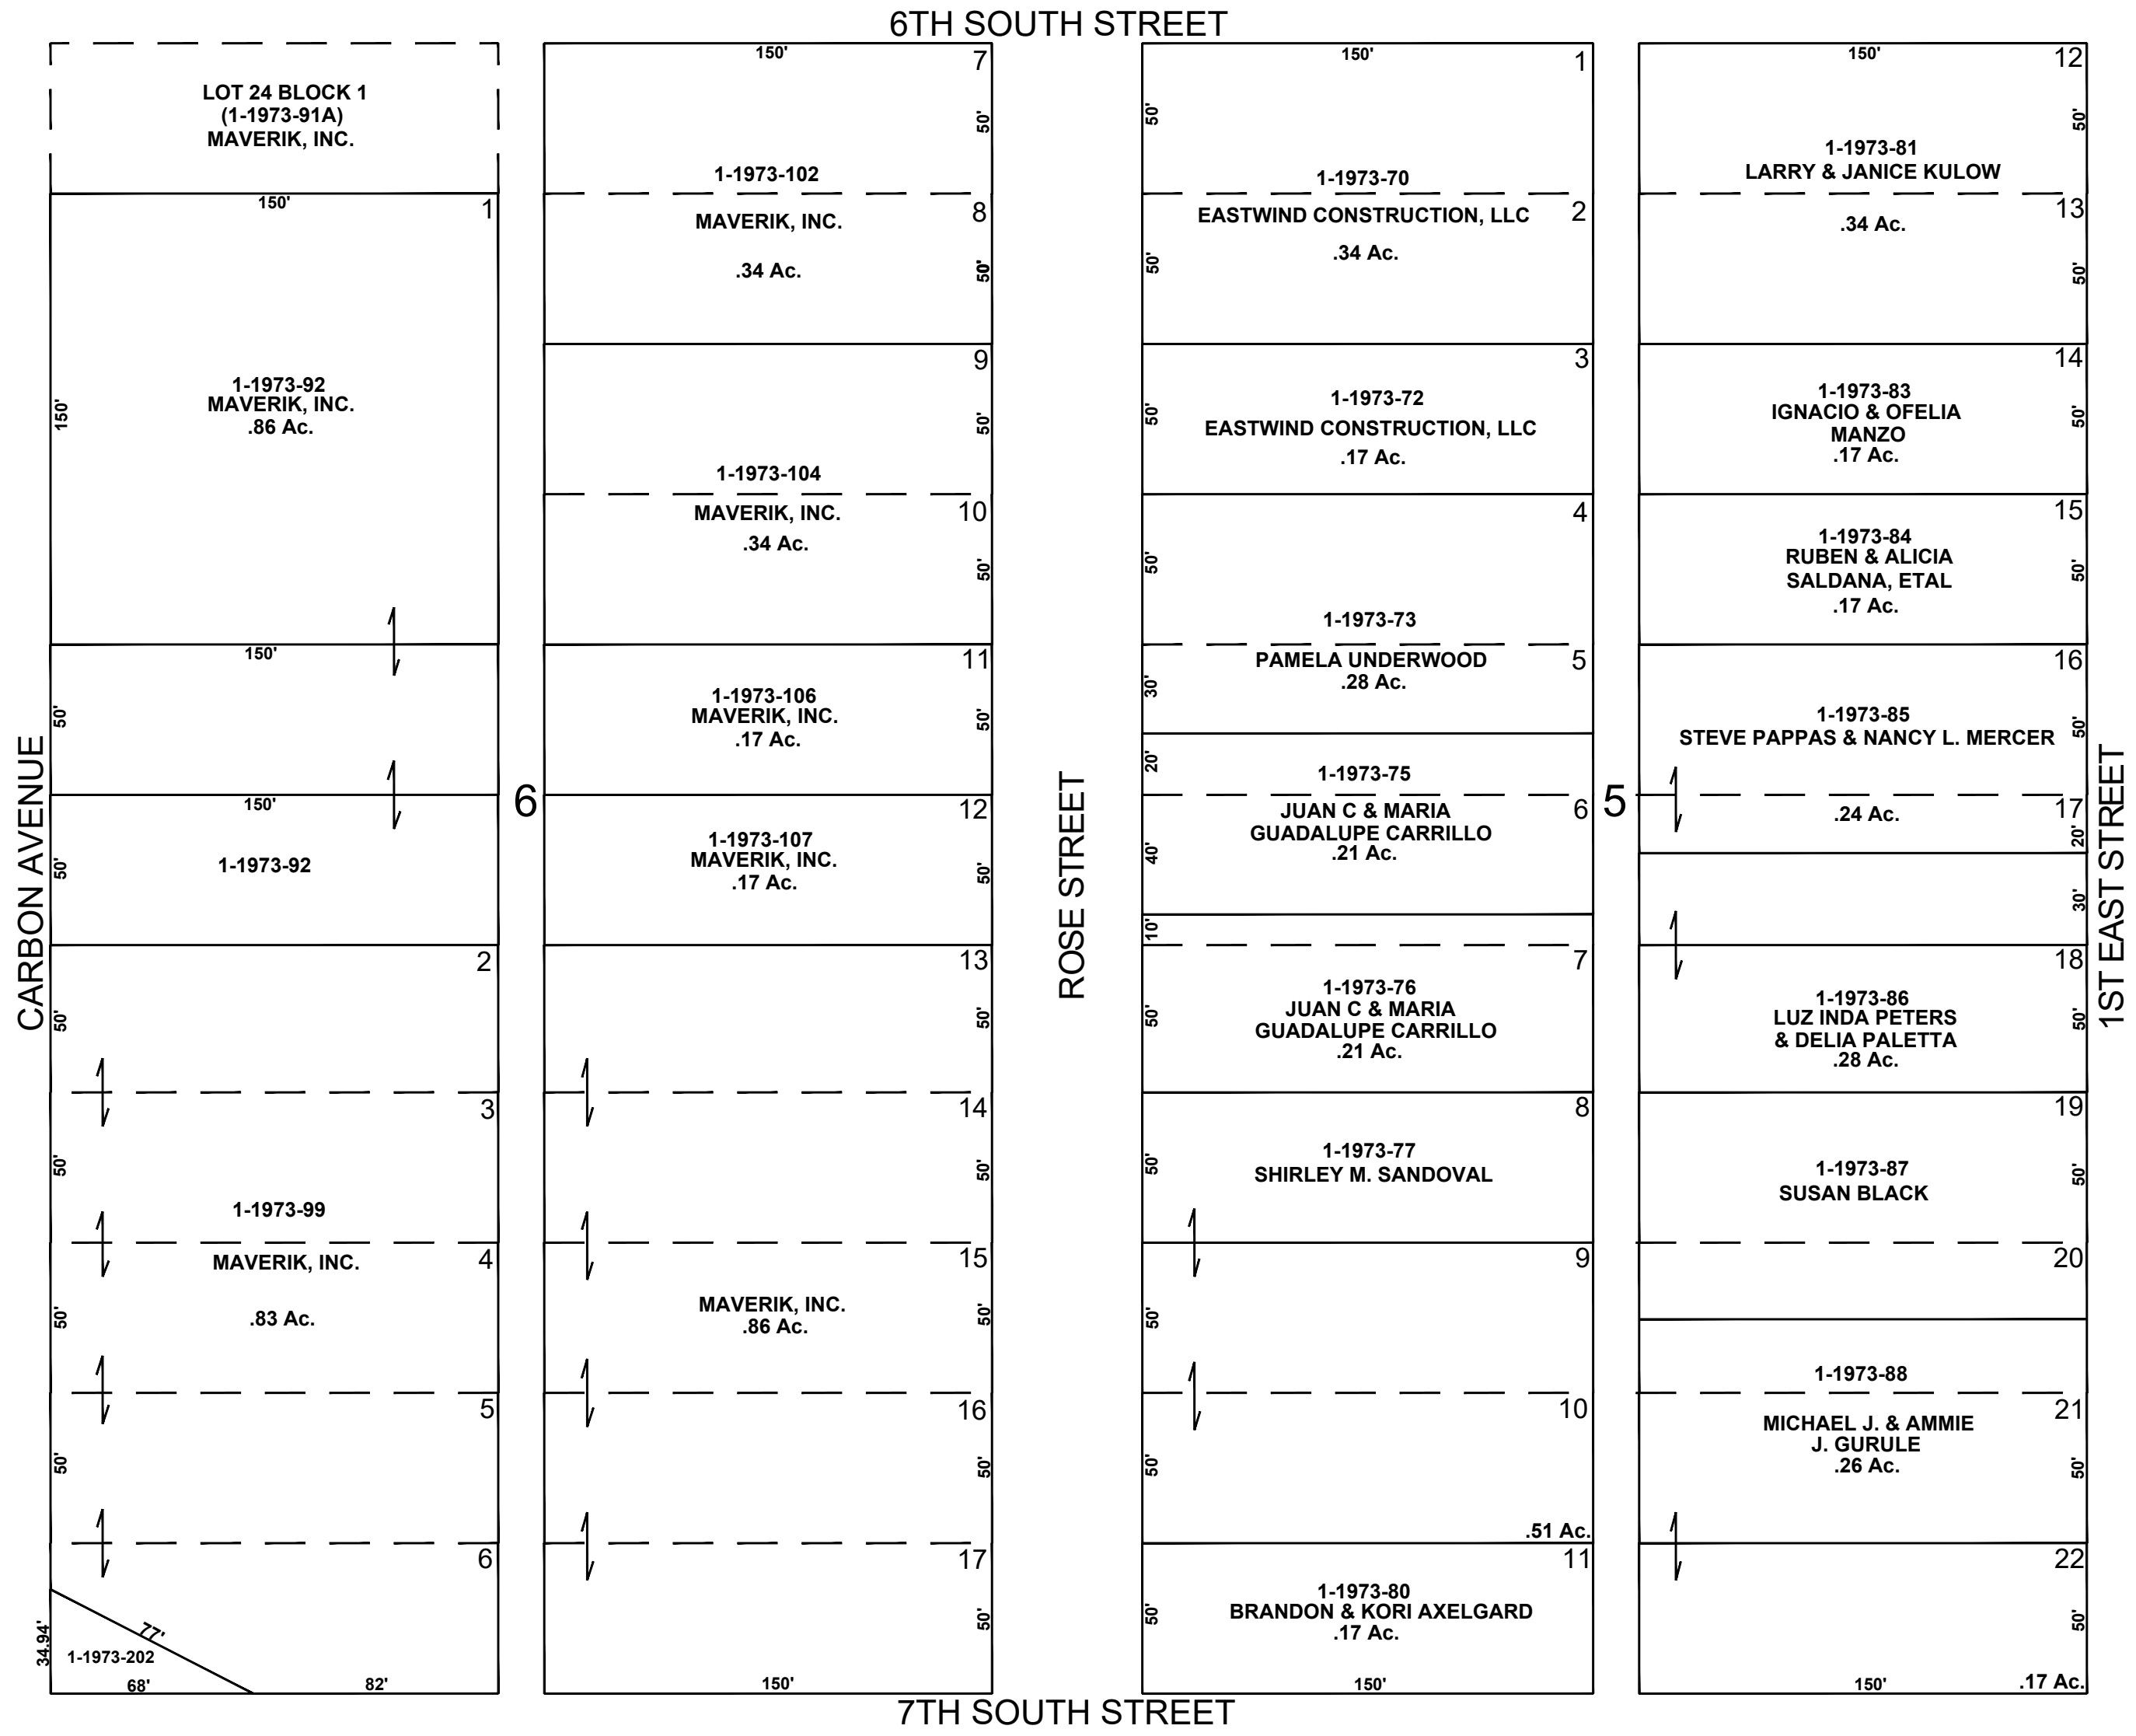 6TH SOUTH STREET
LOT 24 BLOCK 1
(1-1973-91A)
MAVERIK, INC.
150'
1
150'
1-1973-92
MAVERIK, INC.
.86 Ac.
150'
50'
150'
50'
1-1973-92
CARBON AVENUE
2
50'
3
50'
1-1973-99
MAVERIK, INC.
4
50'
.83 Ac.
5
50'
6
34.94'
77'
1-1973-202
68'
82'
6
150'
7
50'
1-1973-102
8
MAVERIK, INC.
50'
.34 Ac.
9
50'
1-1973-104
10
MAVERIK, INC.
.34 Ac.
50'
11
1-1973-106
MAVERIK, INC.
.17 Ac.
50'
12
1-1973-107
MAVERIK, INC.
.17 Ac.
50'
13
50'
14
50'
15
MAVERIK, INC.
.86 Ac.
50'
16
50'
17
50'
150'
ROSE STREET
150'
1
50'
1-1973-70
2
EASTWIND CONSTRUCTION, LLC
50'
.34 Ac.
3
1-1973-72
50'
EASTWIND CONSTRUCTION, LLC
.17 Ac.
4
50'
1-1973-73
PAMELA UNDERWOOD
5
.28 Ac.
30'
20'
1-1973-75
6
JUAN C & MARIA
GUADALUPE CARRILLO
.21 Ac.
40'
10'
7
1-1973-76
JUAN C & MARIA
GUADALUPE CARRILLO
.21 Ac.
50'
8
1-1973-77
SHIRLEY M. SANDOVAL
50'
9
50'
10
50'
.51 Ac.
11
1-1973-80
BRANDON & KORI AXELGARD
.17 Ac.
50'
150'
5
150'
12
50'
1-1973-81
LARRY & JANICE KULOW
13
.34 Ac.
50'
14
1-1973-83
IGNACIO & OFELIA
MANZO
.17 Ac.
50'
15
1-1973-84
RUBEN & ALICIA
SALDANA, ETAL
.17 Ac.
50'
16
1-1973-85
STEVE PAPPAS & NANCY L. MERCER
50'
17
.24 Ac.
20'
30'
18
1-1973-86
LUZ INDA PETERS
& DELIA PALETTA
.28 Ac.
50'
19
1-1973-87
SUSAN BLACK
50'
20
1-1973-88
21
MICHAEL J. & AMMIE
J. GURULE
.26 Ac.
50'
22
50'
.17 Ac.
150'
1ST EAST STREET
7TH SOUTH STREET